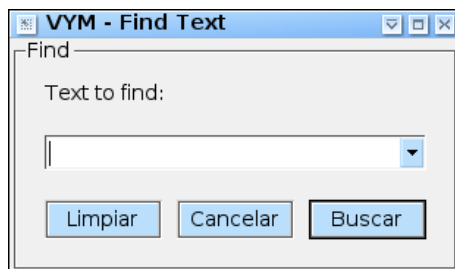 VYM - Find Text
Find
Text to find:
Limpiar Cancelar Buscar